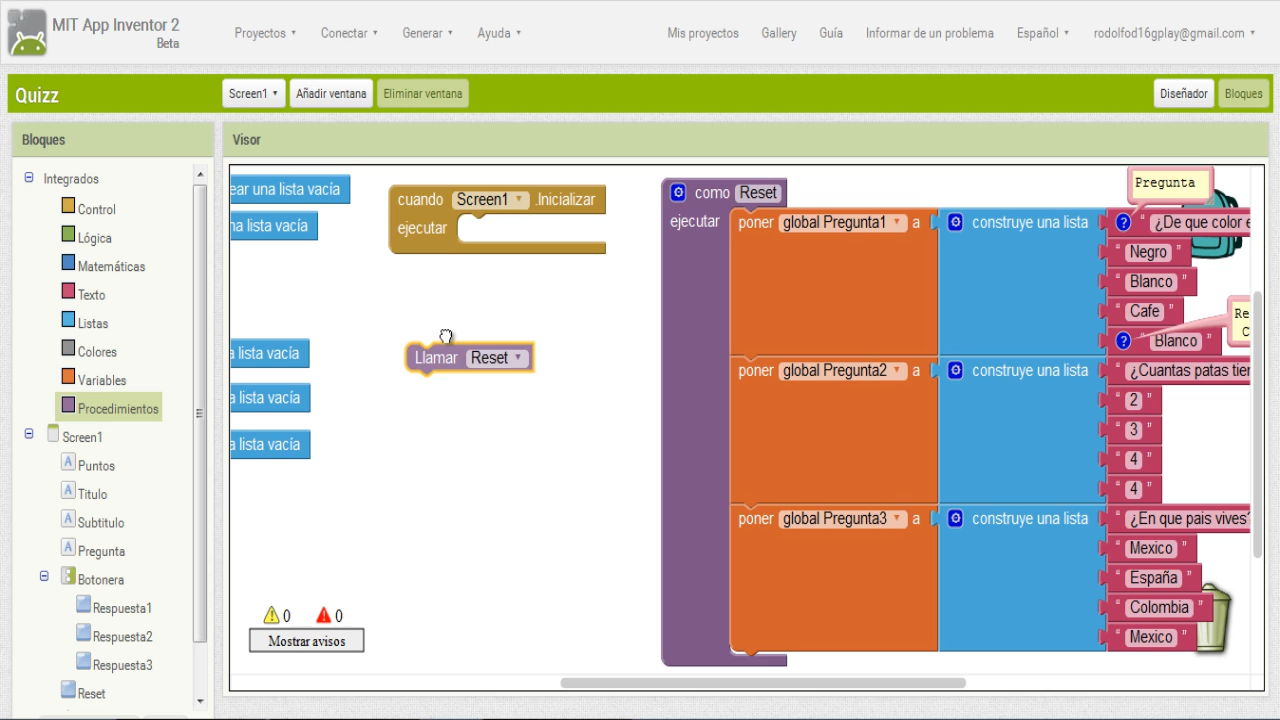 MIT App Inventor 2
Beta
Proyectos Conectar Generar Ayuda Mis proyectos Gallery Guía Informar de un problema Español rodolfod16gplay@gmail.com
Quizz Screen1 Añadir ventana Eliminar ventana Diseñador Bloques
Bloques
Integrados
Control
Lógica
Matemáticas
Texto
Listas
Colores
Variables
Procedimientos
Screen1
Puntos
Titulo
Subtitulo
Pregunta
Botonera
Respuesta1
Respuesta2
Respuesta3
Reset
Visor
ear una lista vacía
na lista vacía
a lista vacía
a lista vacía
a lista vacía
cuando Screen1 .Inicializar
ejecutar
Llamar Reset
0 0
Mostrar avisos
como Reset
ejecutar poner global Pregunta1 a construye una lista “ ¿De que color e
Pregunta
“ Negro ”
“ Blanco ”
“ Cafe ”
“ Blanco ”
Re
C
poner global Pregunta2 a construye una lista “ ¿Cuantas patas tien
“ 2 ”
“ 3 ”
“ 4 ”
“ 4 ”
poner global Pregunta3 a construye una lista “ ¿En que pais vives?
“ Mexico ”
“ España ”
“ Colombia ”
“ Mexico ”